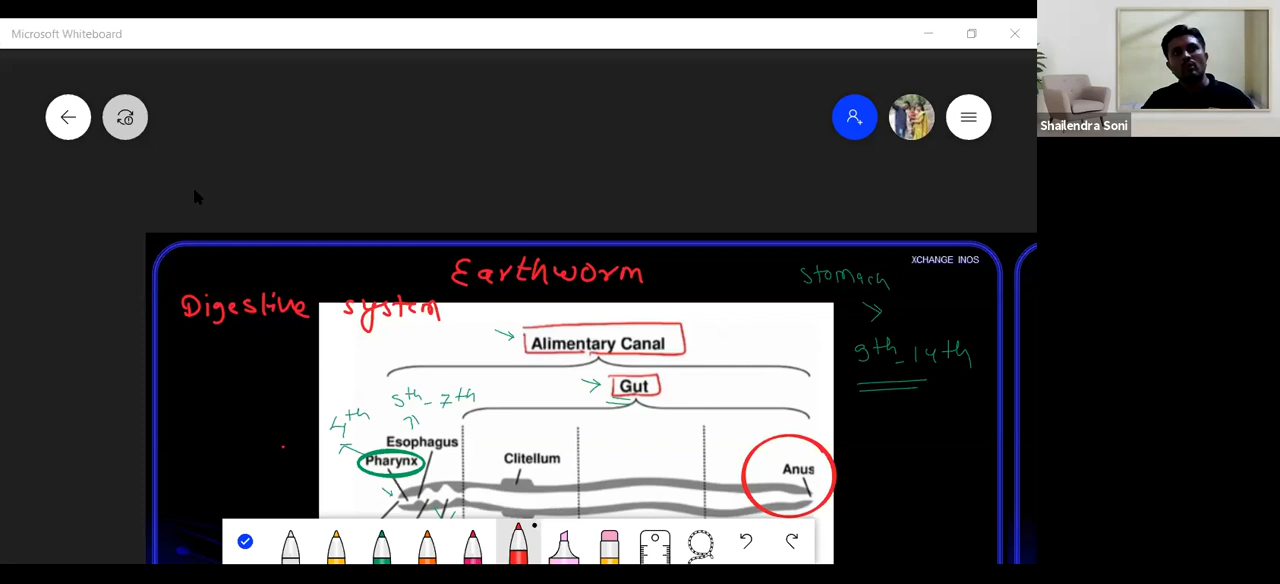 Microsoft Whiteboard
Shailendra Soni
XCHANGE INOS
Earthworm
stomach
Digestive system
Alimentary Canal
9th - 14th
Gut
5th - 7th
4th
Esophagus
Pharynx
Clitellum
Anus